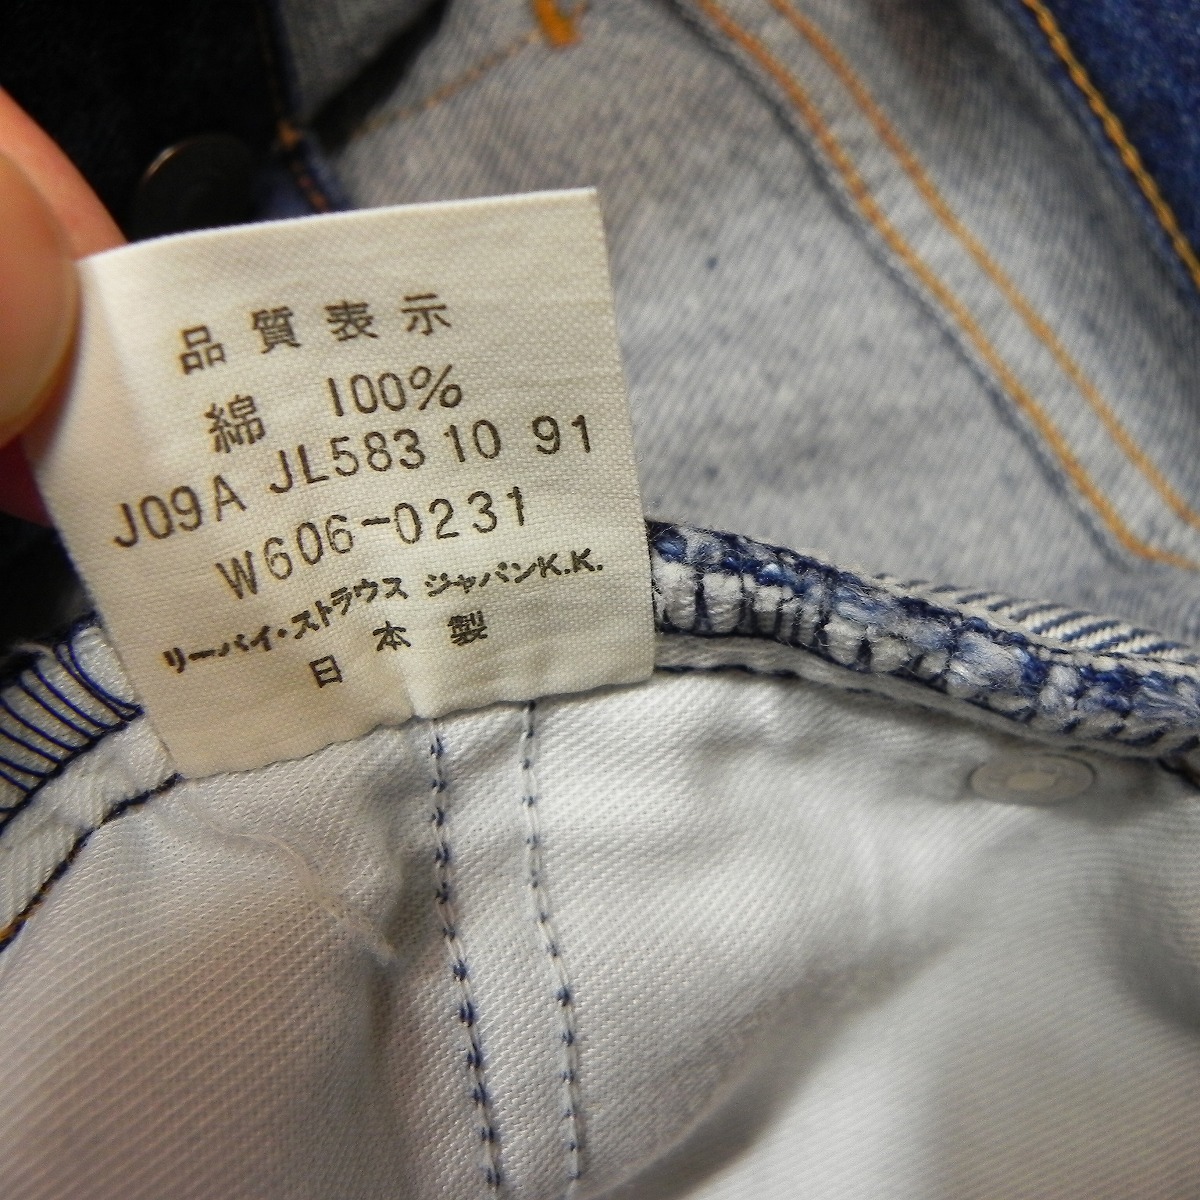 品質表示
綿 100%
J09A JL583 10 91
W606-0231
リーバイ・ストラウス ジャパンK.K.
日本製